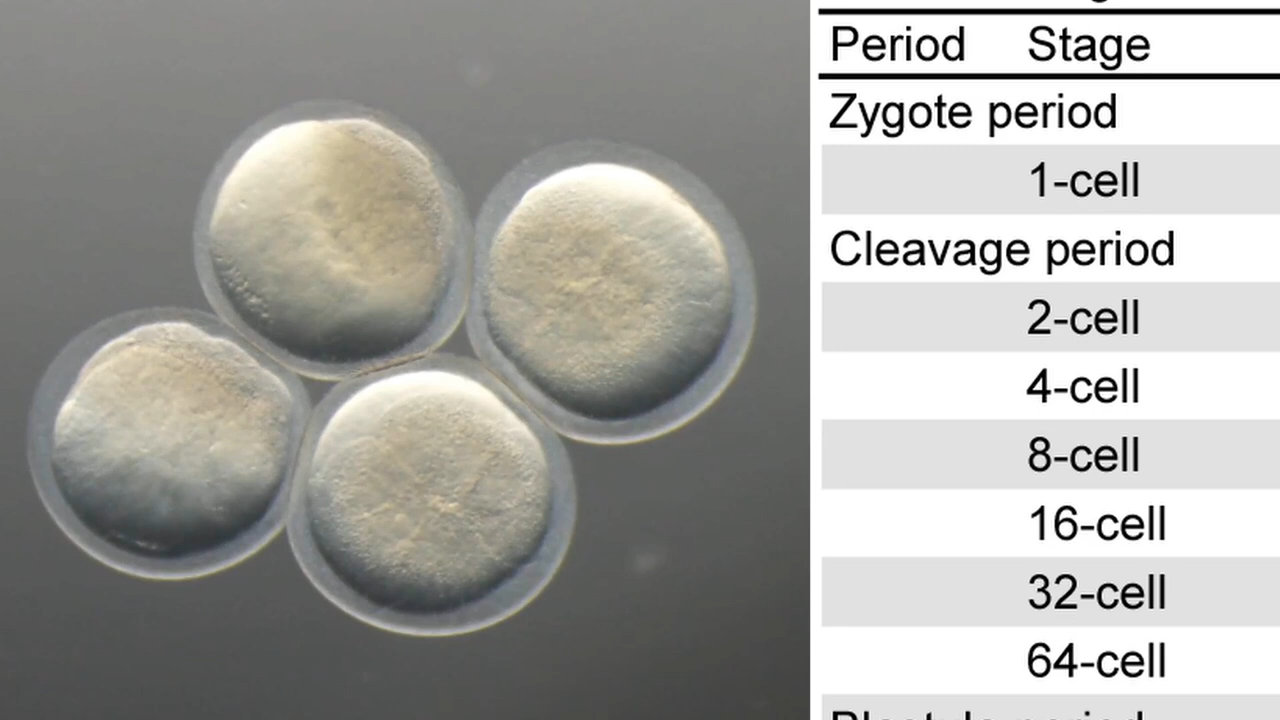 Period Stage
Zygote period
1-cell
Cleavage period
2-cell
4-cell
8-cell
16-cell
32-cell
64-cell